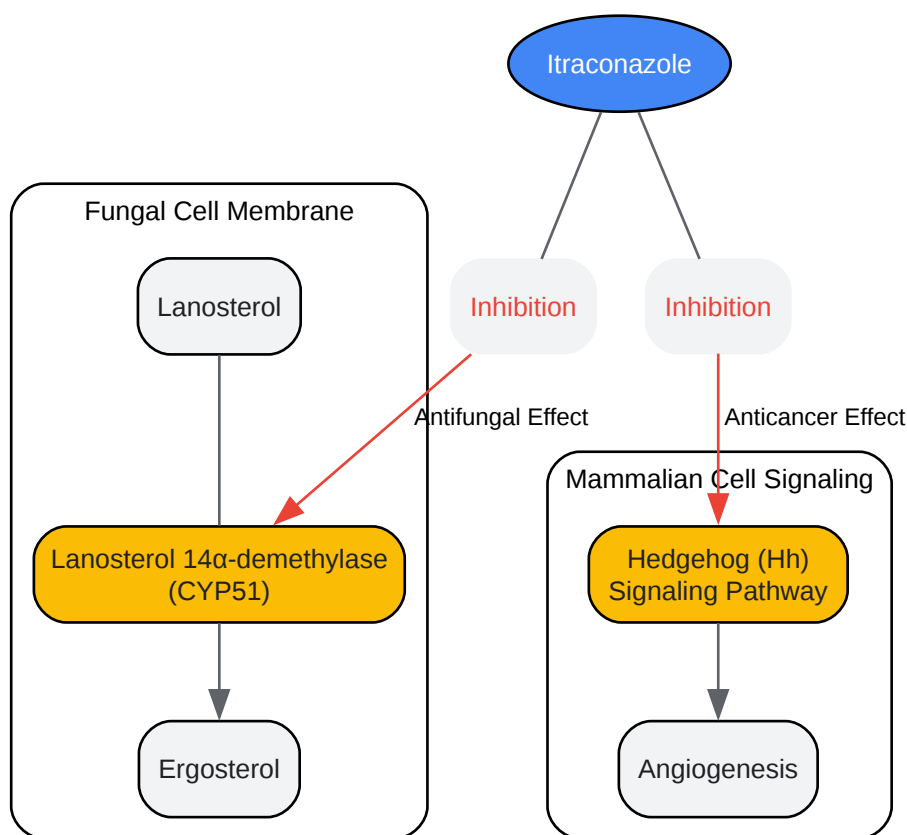 Itraconazole
Fungal Cell Membrane
Lanosterol
Inhibition
Inhibition
Antifungal Effect
Anticancer Effect
Mammalian Cell Signaling
Lanosterol 14α-demethylase
(CYP51)
Hedgehog (Hh)
Signaling Pathway
Ergosterol
Angiogenesis